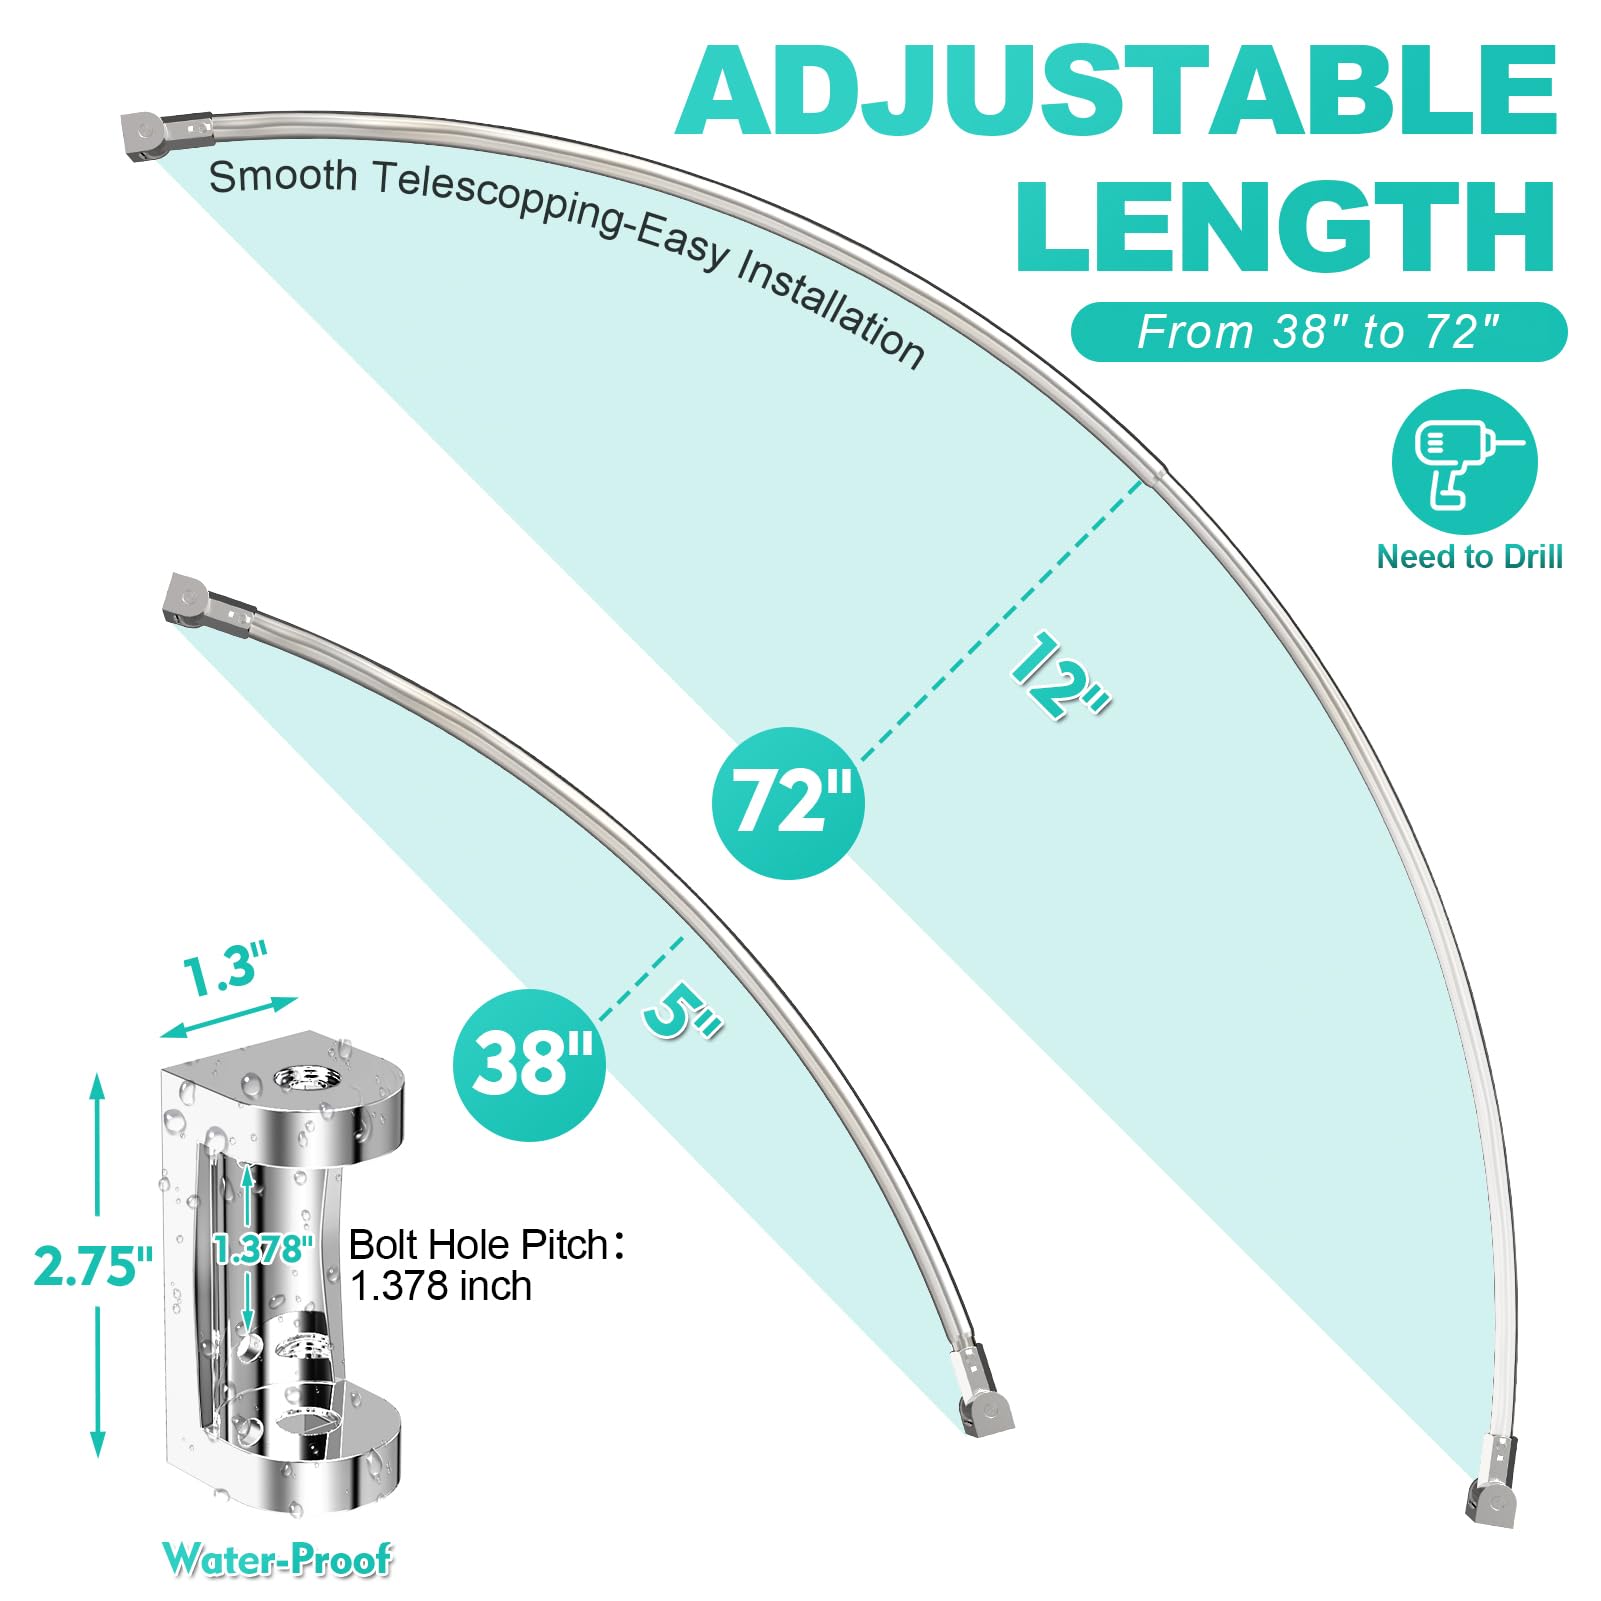 ADJUSTABLE
LENGTH
From 38" to 72"
Smooth Telescopping-Easy Installation
Need to Drill
12"
72"
5"
38"
1.3"
2.75"
1.378"
Bolt Hole Pitch：
1.378 inch
Water-Proof